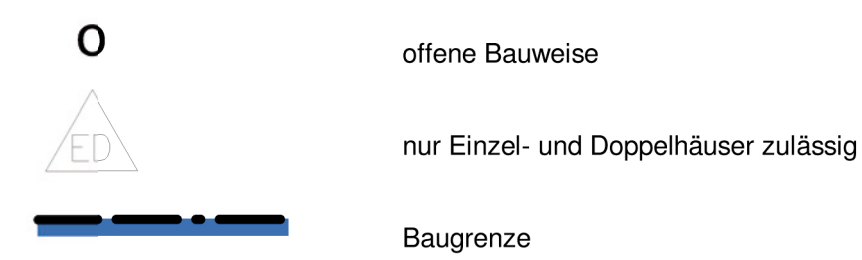 o offene Bauweise
ED nur Einzel- und Doppelhäuser zulässig
Baugrenze